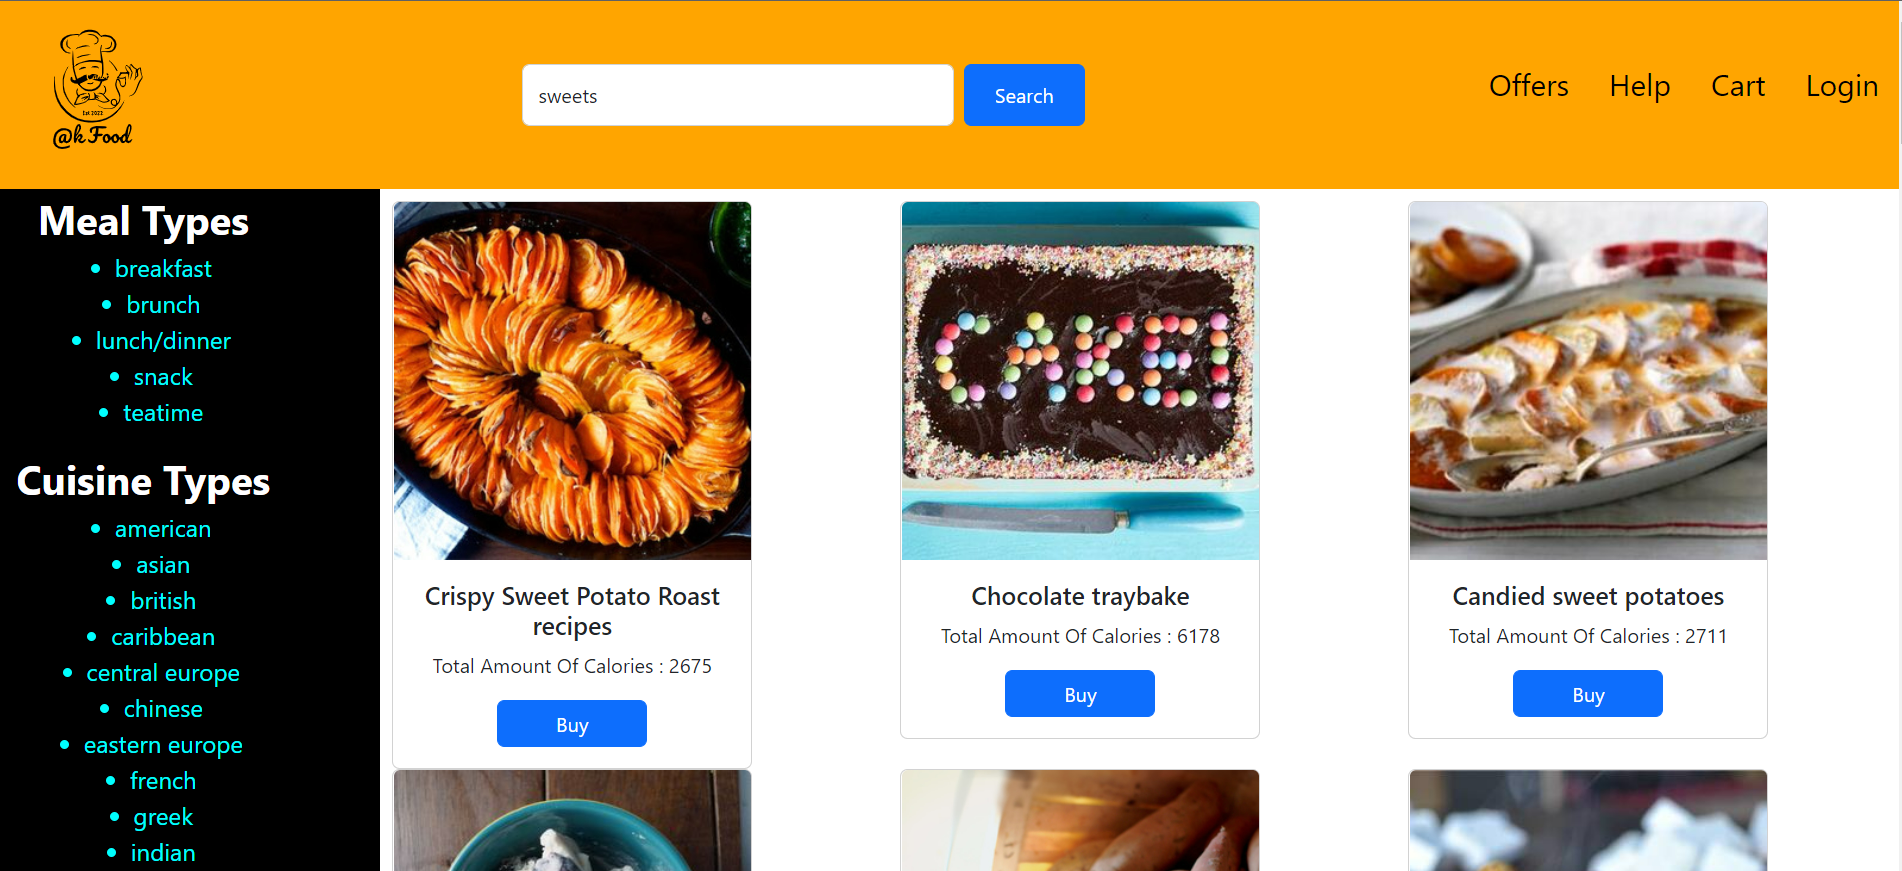 Est 2022
@k Food
sweets
Search
Offers Help Cart Login
Meal Types
breakfast
brunch
lunch/dinner
snack
teatime
Cuisine Types
american
asian
british
caribbean
central europe
chinese
eastern europe
french
greek
indian
Crispy Sweet Potato Roast
recipes
Total Amount Of Calories : 2675
Buy
CAKE!
Chocolate traybake
Total Amount Of Calories : 6178
Buy
Candied sweet potatoes
Total Amount Of Calories : 2711
Buy